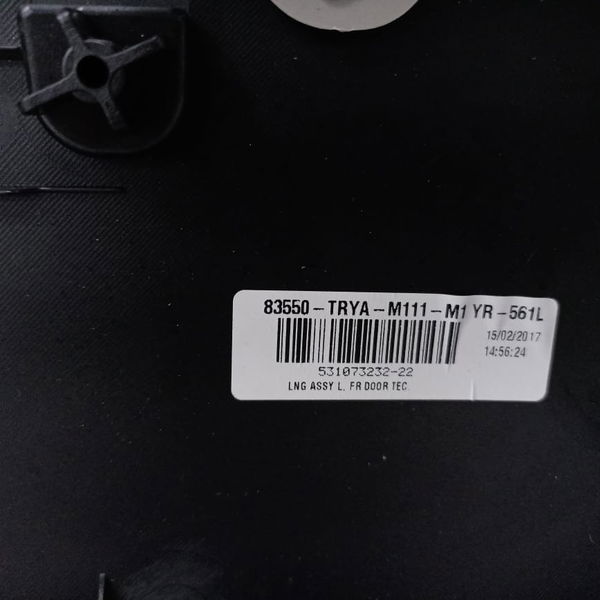 83550-TRYA-M111-M1 YR-561L
15/02/2017
14:56:24
531073232-22
LNG ASSY L, FR DOOR TEC.